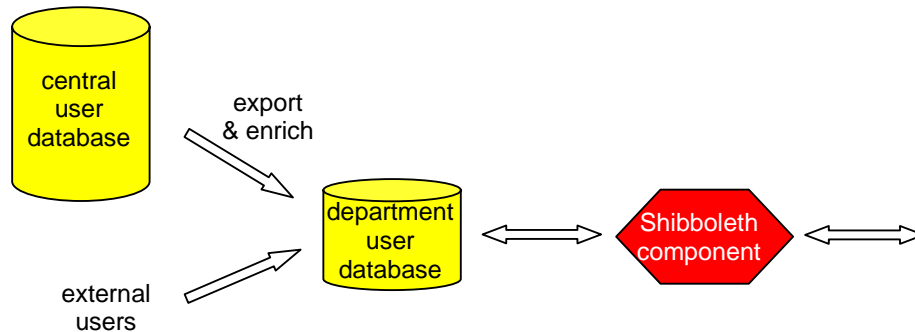 central
user
database
export
& enrich
department
user
database
Shibboleth
component
external
users